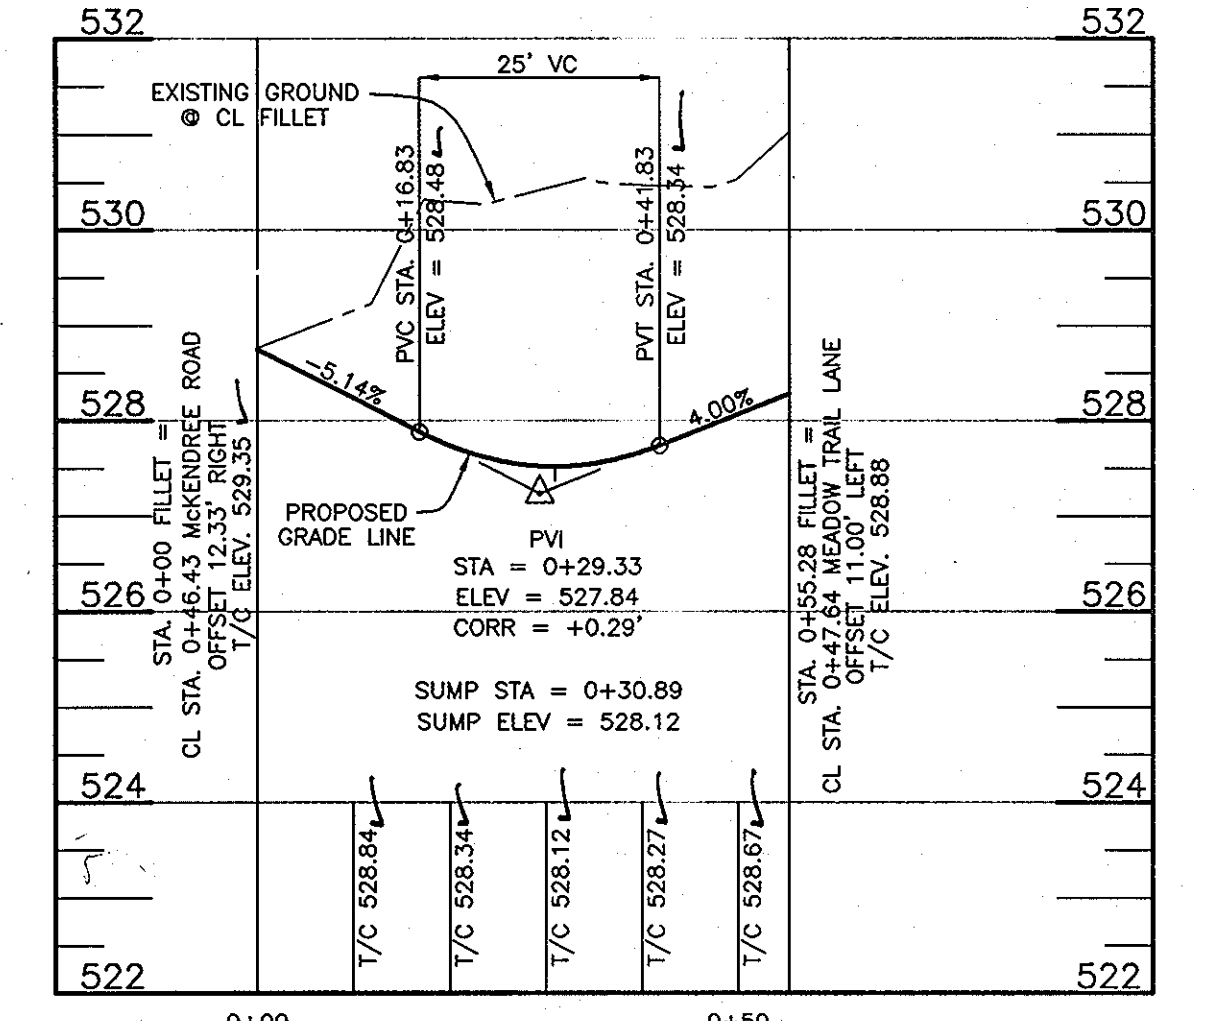 532
532
25' VC
EXISTING GROUND
@ CL FILLET
PVC STA. 0+16.83
ELEV = 528.48
PVT STA. 0+41.83
ELEV = 528.34
530
530
-5.14%
4.00%
528
528
STA. 0+00 FILLET =
CL STA. 0+46.43 McKENDREE ROAD
OFFSET 12.33' RIGHT
T/C ELEV. 529.35
STA. 0+55.28 FILLET =
CL STA. 0+47.64 MEADOW TRAIL LANE
OFFSET 11.00' LEFT
T/C ELEV. 528.88
PROPOSED
GRADE LINE
PVI
STA = 0+29.33
ELEV = 527.84
CORR = +0.29'
526
526
SUMP STA = 0+30.89
SUMP ELEV = 528.12
524
524
T/C 528.84
T/C 528.34
T/C 528.12
T/C 528.27
T/C 528.67
522
522
0+00
0+50